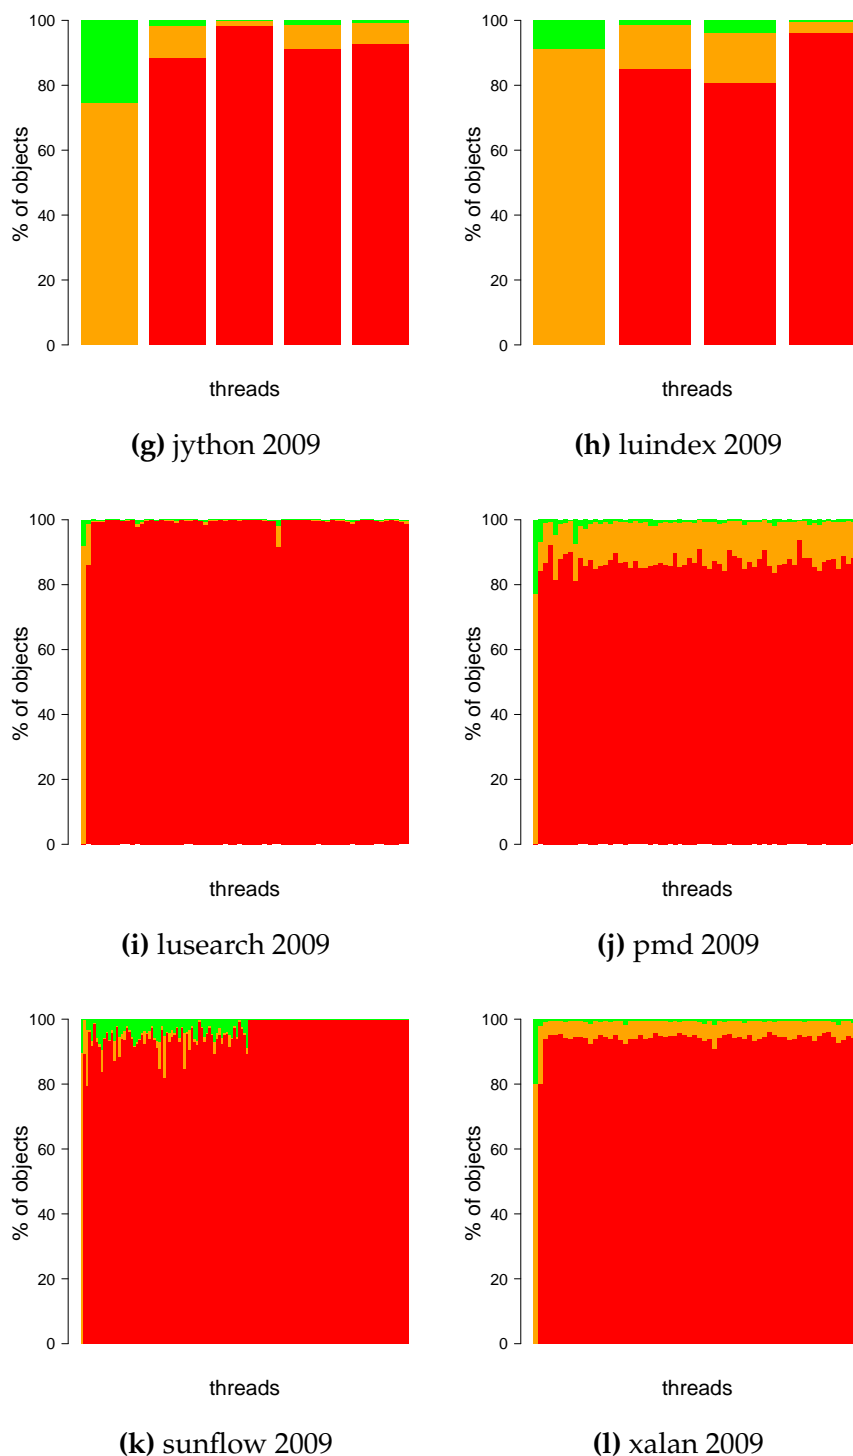 100
80
60
40
20
0
% of objects
threads
(g) jython 2009
100
80
60
40
20
0
% of objects
threads
(h) luindex 2009
100
80
60
40
20
0
% of objects
threads
(i) lusearch 2009
100
80
60
40
20
0
% of objects
threads
(j) pmd 2009
100
80
60
40
20
0
% of objects
threads
(k) sunflow 2009
100
80
60
40
20
0
% of objects
threads
(l) xalan 2009